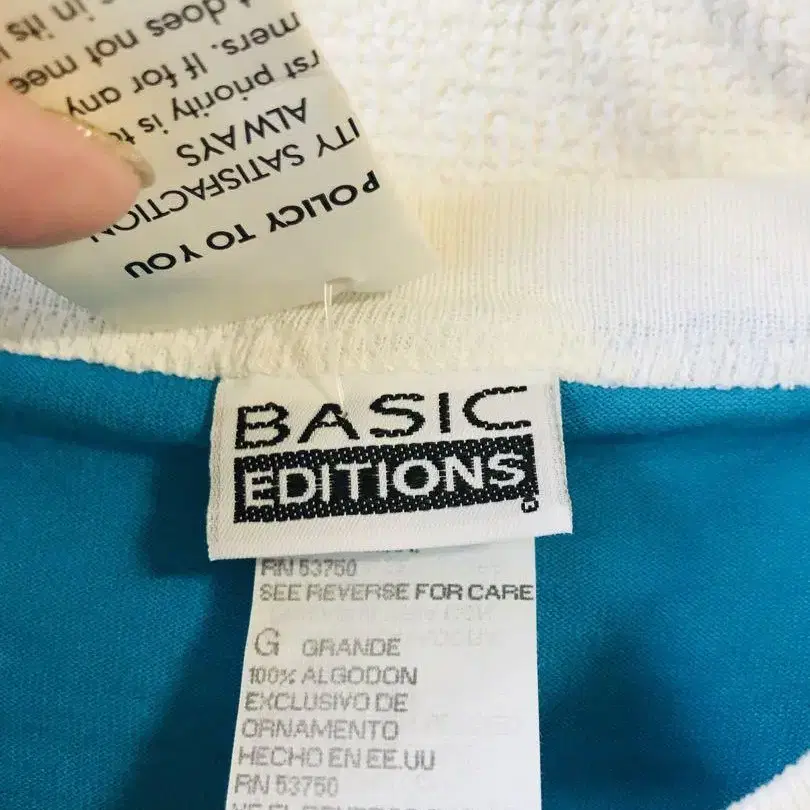 POLICY TO YOU
ITY SATISFACTION
ALWAYS
rst priority is to
mers. If for any
does not mee
in its
BASIC
EDITIONS
RN 53750
SEE REVERSE FOR CARE
G GRANDE
100% ALGODON
EXCLUSIVO DE
ORNAMENTO
HECHO EN EE.UU
RN 53750